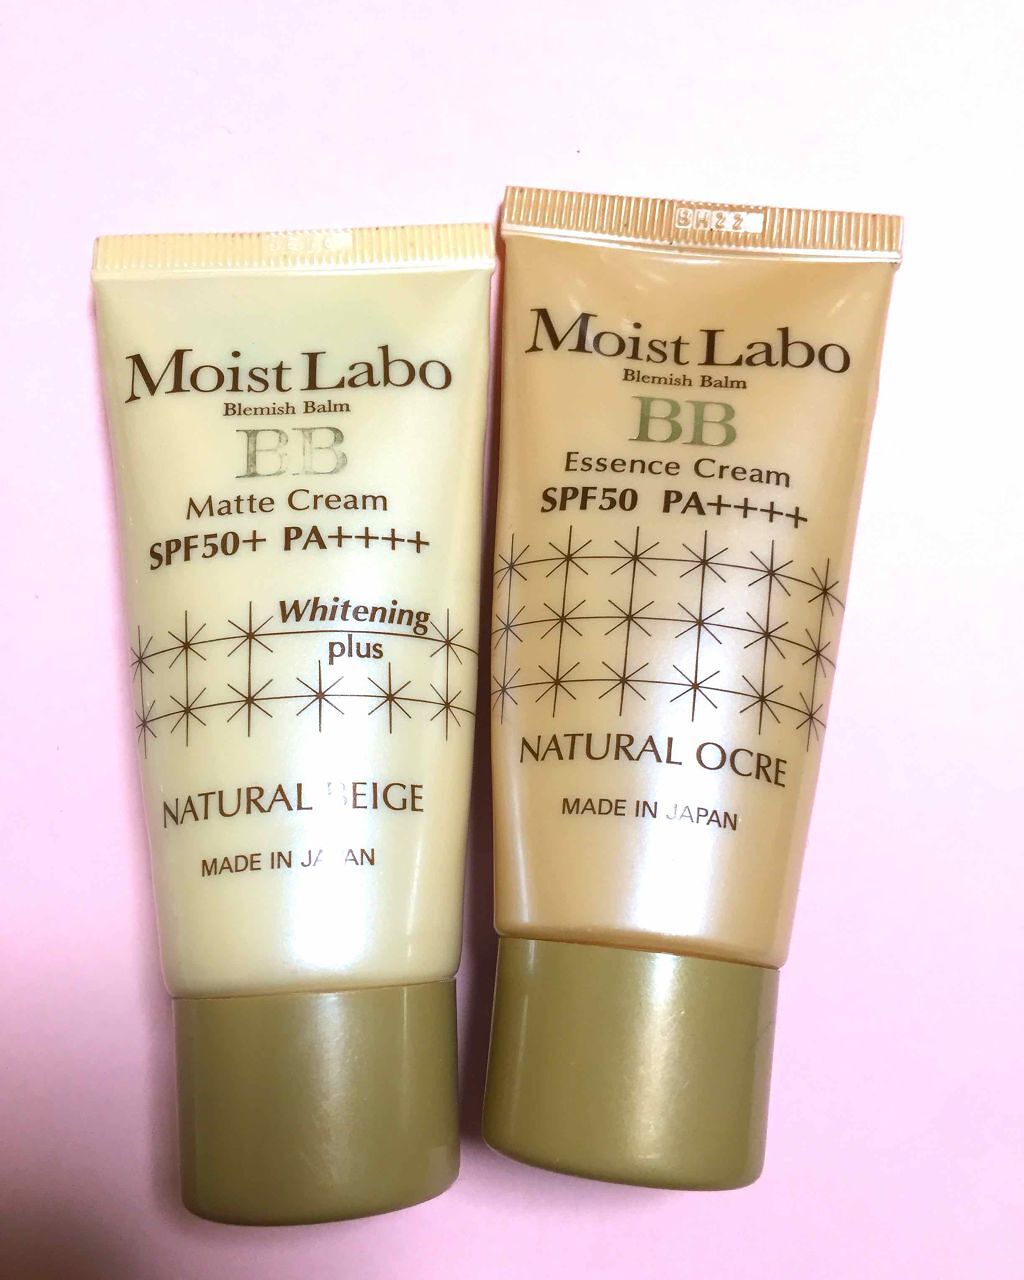 Moist Labo
Blemish Balm
BB
Matte Cream
SPF50+ PA++++
Whitening
plus
NATURAL BEIGE
MADE IN JAPAN
Moist Labo
Blemish Balm
BB
Essence Cream
SPF50 PA++++
NATURAL OCRE
MADE IN JAPAN